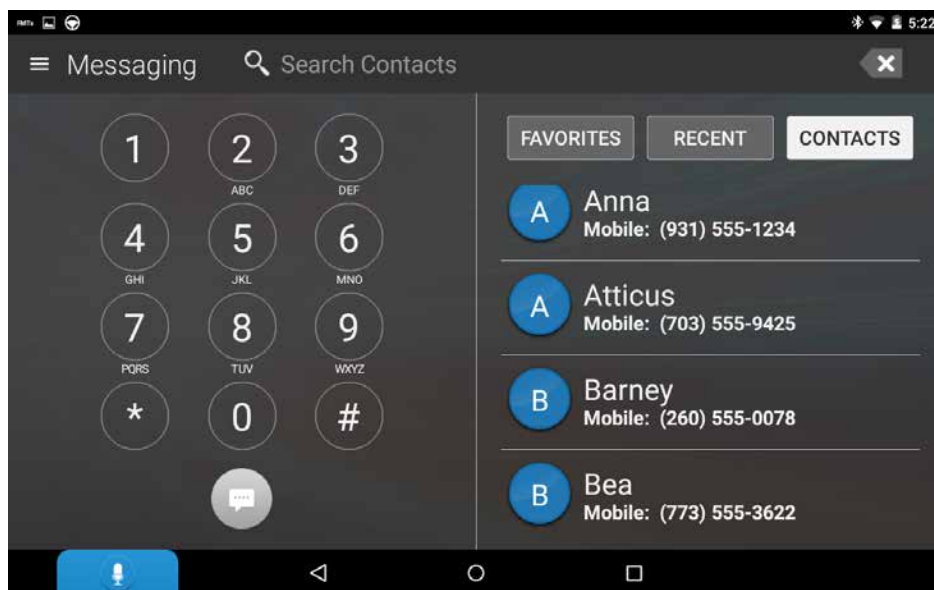 FMTx 5:22
Messaging Search Contacts
1 2 3
ABC DEF
4 5 6
GHI JKL MNO
7 8 9
PQRS TUV WXYZ
* 0 #
FAVORITES RECENT CONTACTS
A Anna
Mobile: (931) 555-1234
A Atticus
Mobile: (703) 555-9425
B Barney
Mobile: (260) 555-0078
B Bea
Mobile: (773) 555-3622